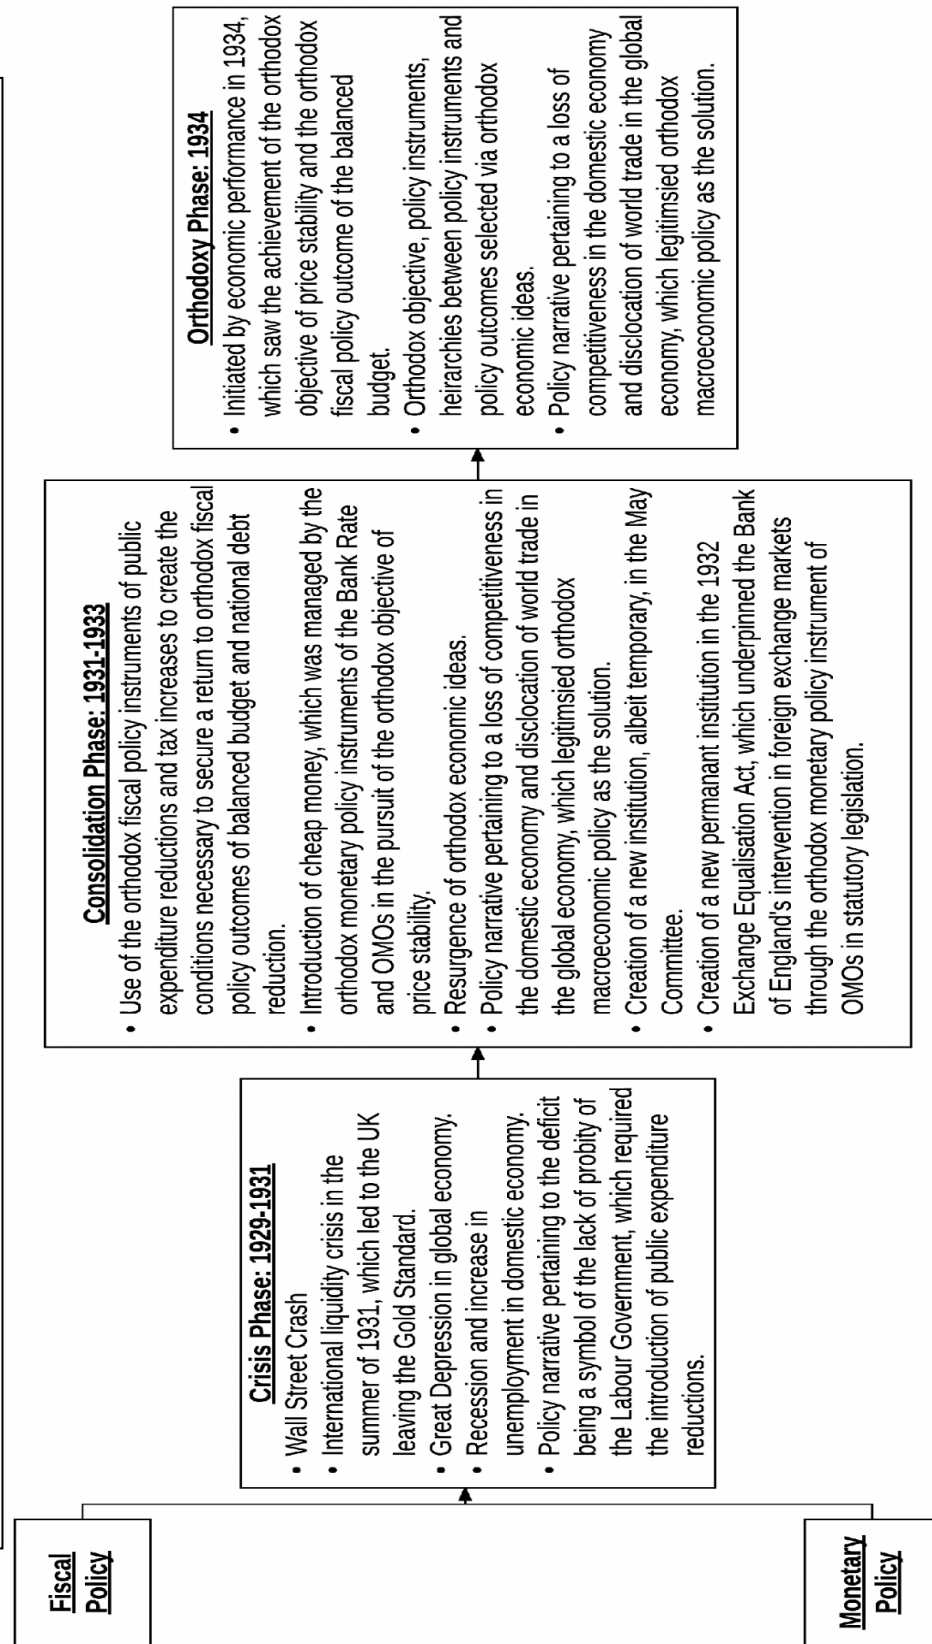 Fiscal
Policy
Monetary
Policy
Crisis Phase: 1929-1931
• Wall Street Crash
• International liquidity crisis in the
summer of 1931, which led to the UK
leaving the Gold Standard.
• Great Depression in global economy.
• Recession and increase in
unemployment in domestic economy.
• Policy narrative pertaining to the deficit
being a symbol of the lack of probity of
the Labour Government, which required
the introduction of public expenditure
reductions.
Consolidation Phase: 1931-1933
• Use of the orthodox fiscal policy instruments of public
expenditure reductions and tax increases to create the
conditions necessary to secure a return to orthodox fiscal
policy outcomes of balanced budget and national debt
reduction.
• Introduction of cheap money, which was managed by the
orthodox monetary policy instruments of the Bank Rate
and OMOs in the pursuit of the orthodox objective of
price stability.
• Resurgence of orthodox economic ideas.
• Policy narrative pertaining to a loss of competitiveness in
the domestic economy and disclocation of world trade in
the global economy, which legitimsied orthodox
macroeconomic policy as the solution.
• Creation of a new institution, albeit temporary, in the May
Committee.
• Creation of a new permanant institution in the 1932
Exchange Equalisation Act, which underpinned the Bank
of England's intervention in foreign exchange markets
through the orthodox monetary policy instrument of
OMOs in statutory legislation.
Orthodoxy Phase: 1934
• Initiated by economic performance in 1934,
which saw the achievement of the orthodox
objective of price stability and the orthodox
fiscal policy outcome of the balanced
budget.
• Orthodox objective, policy instruments,
heirarchies between policy instruments and
policy outcomes selected via orthodox
economic ideas.
• Policy narrative pertaining to a loss of
competitiveness in the domestic economy
and disclocation of world trade in the global
economy, which legitimsied orthodox
macroeconomic policy as the solution.